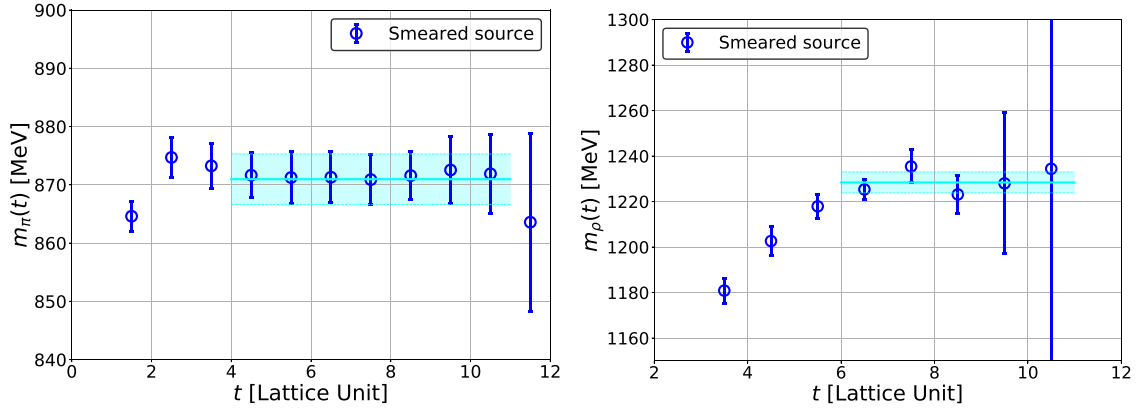 900
890
880
870
860
850
840
0 2 4 6 8 10 12
m_π(t) [MeV]
t [Lattice Unit]
Smeared source
1300
1280
1260
1240
1220
1200
1180
1160
2 4 6 8 10 12
m_ρ(t) [MeV]
t [Lattice Unit]
Smeared source